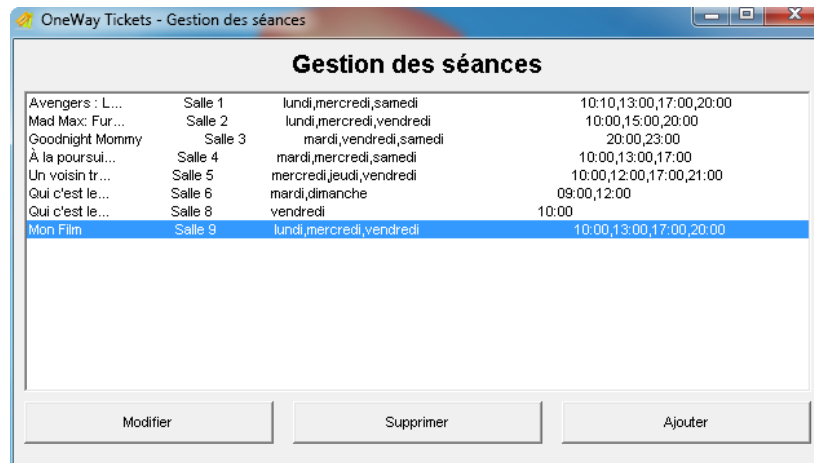 OneWay Tickets - Gestion des séances
Gestion des séances
Avengers : L... Salle 1 lundi,mercredi,samedi 10:10,13:00,17:00,20:00
Mad Max: Fur... Salle 2 lundi,mercredi,vendredi 10:00,15:00,20:00
Goodnight Mommy Salle 3 mardi,vendredi,samedi 20:00,23:00
À la poursui... Salle 4 mardi,mercredi,samedi 10:00,13:00,17:00
Un voisin tr... Salle 5 mercredi,jeudi,vendredi 10:00,12:00,17:00,21:00
Qui c'est le... Salle 6 mardi,dimanche 09:00,12:00
Qui c'est le... Salle 8 vendredi 10:00
Mon Film Salle 9 lundi,mercredi,vendredi 10:00,13:00,17:00,20:00
Modifier Supprimer Ajouter